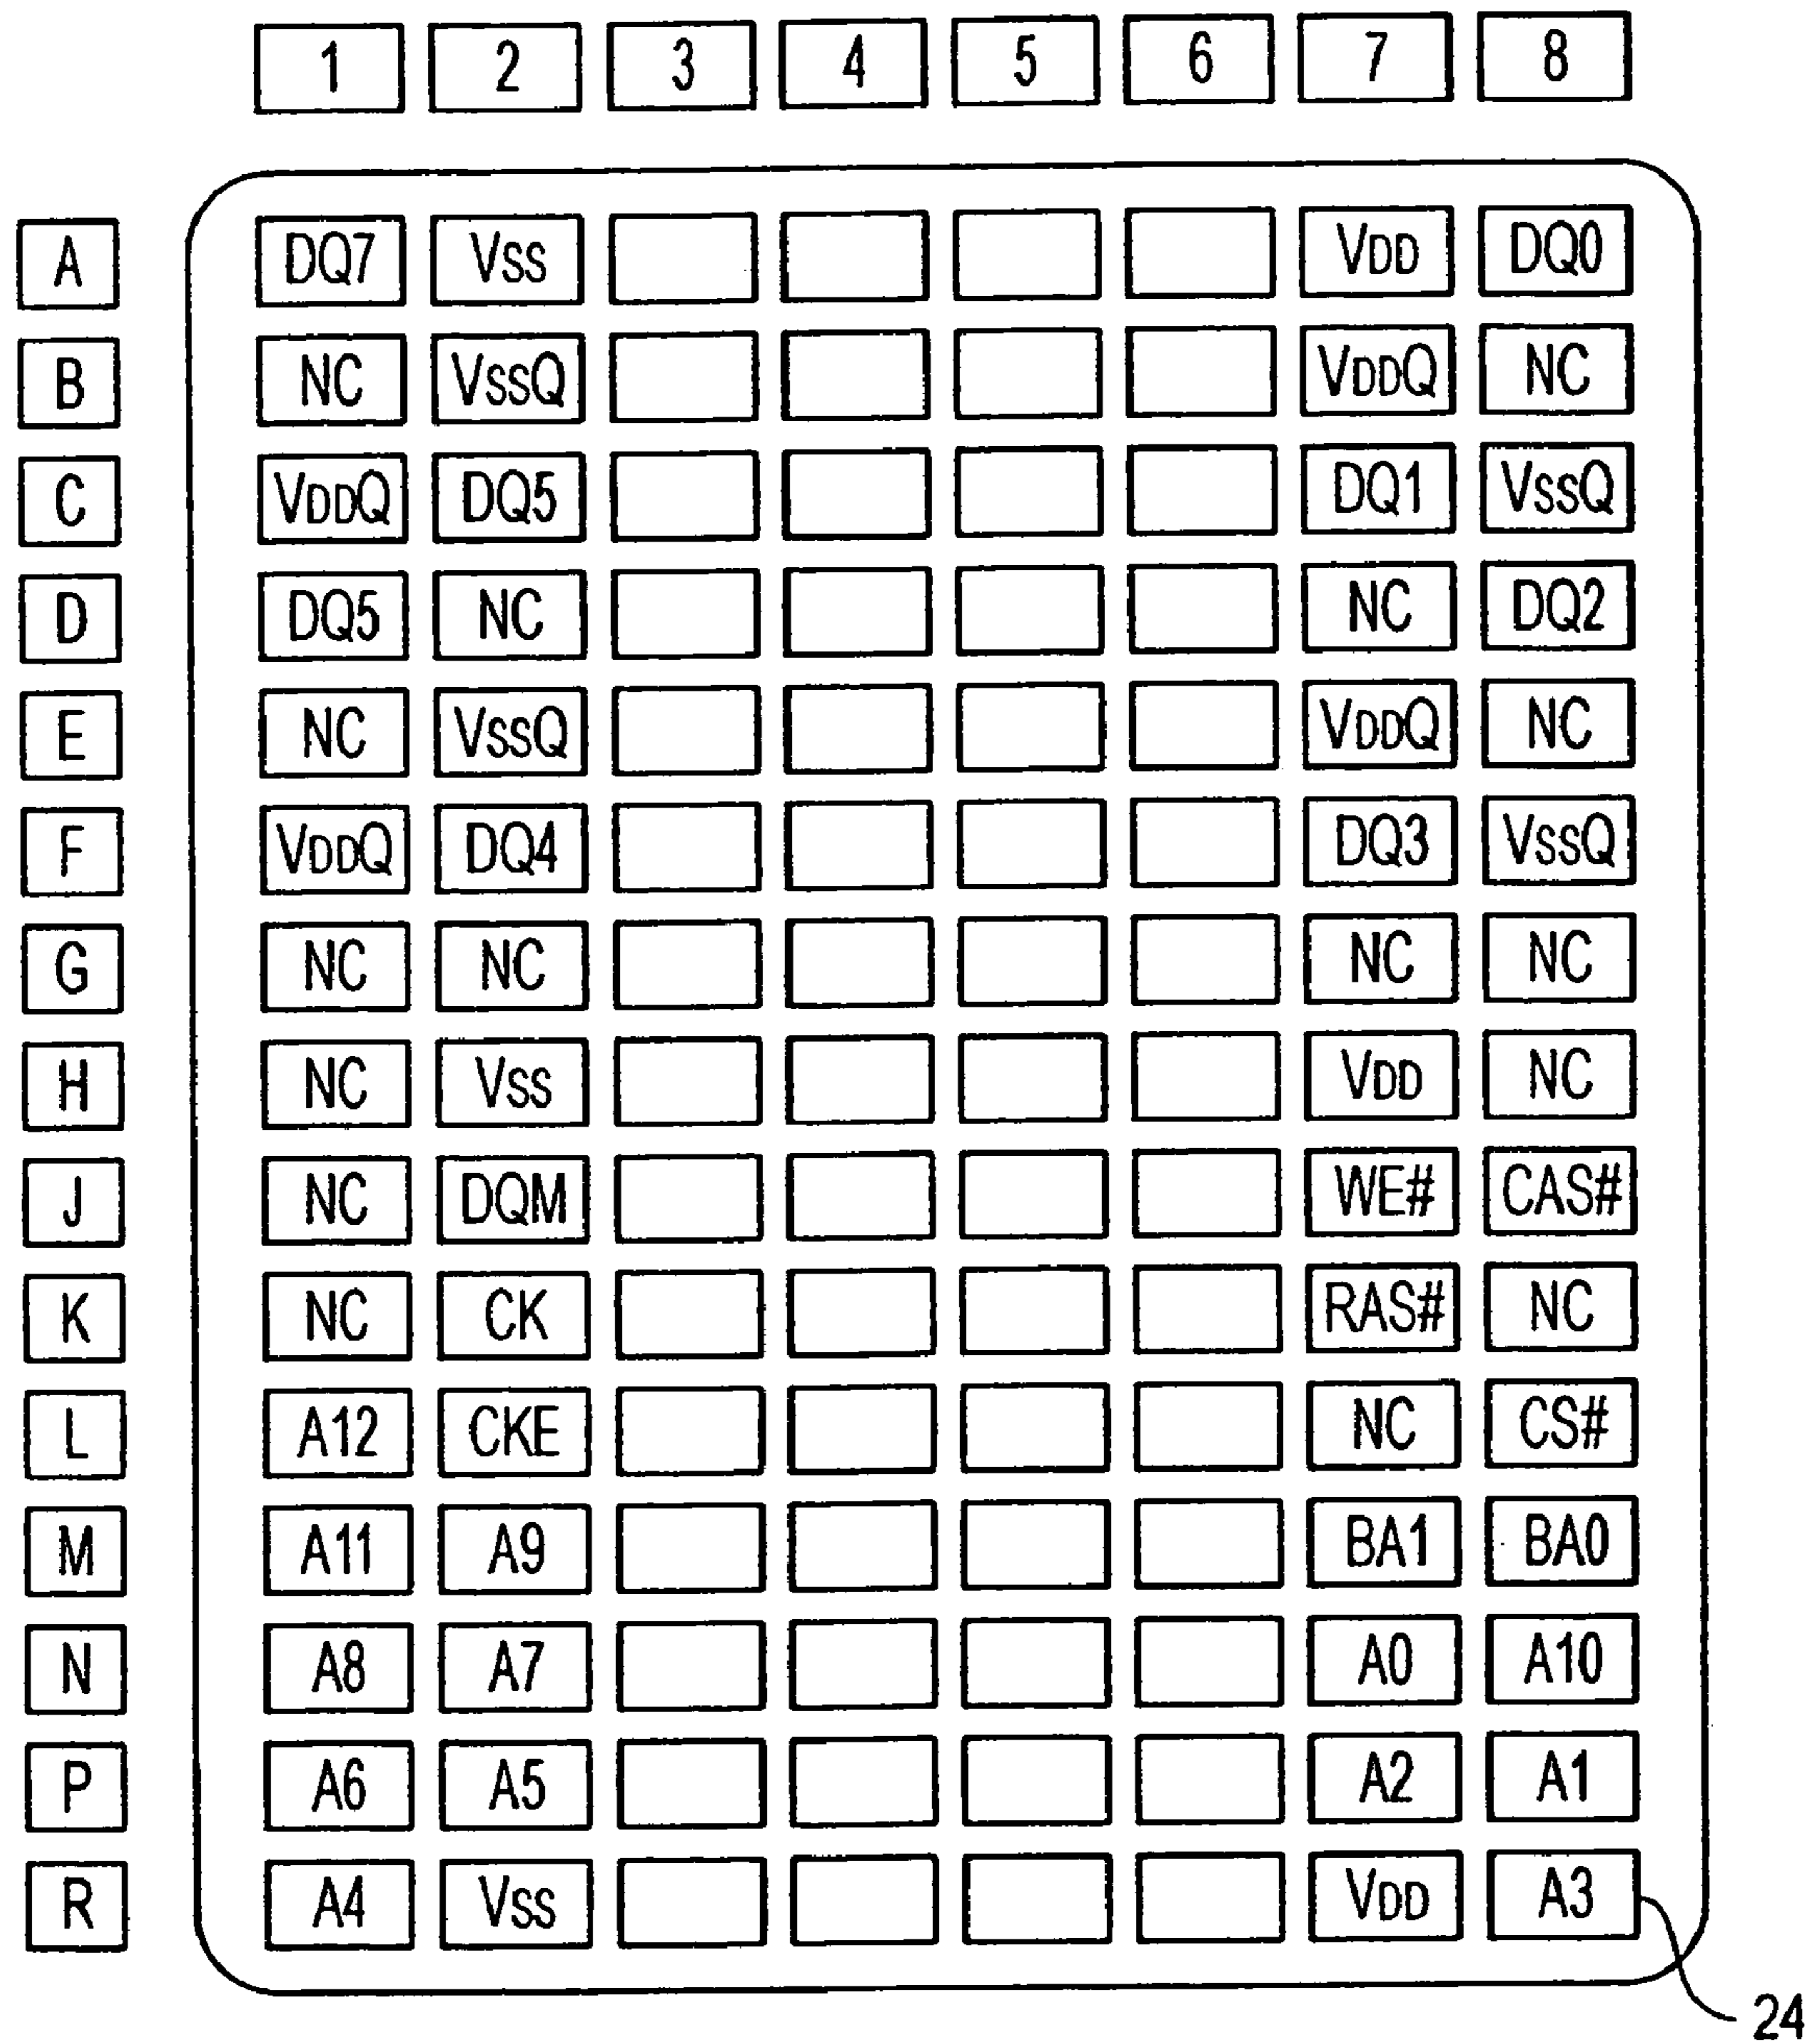 1 2 3 4 5 6 7 8
A DQ7 VSS VDD DQ0
B NC VSSQ VDDQ NC
C VDDQ DQ5 DQ1 VSSQ
D DQ5 NC NC DQ2
E NC VSSQ VDDQ NC
F VDDQ DQ4 DQ3 VSSQ
G NC NC NC NC
H NC VSS VDD NC
J NC DQM WE# CAS#
K NC CK RAS# NC
L A12 CKE NC CS#
M A11 A9 BA1 BA0
N A8 A7 A0 A10
P A6 A5 A2 A1
R A4 VSS VDD A3
24